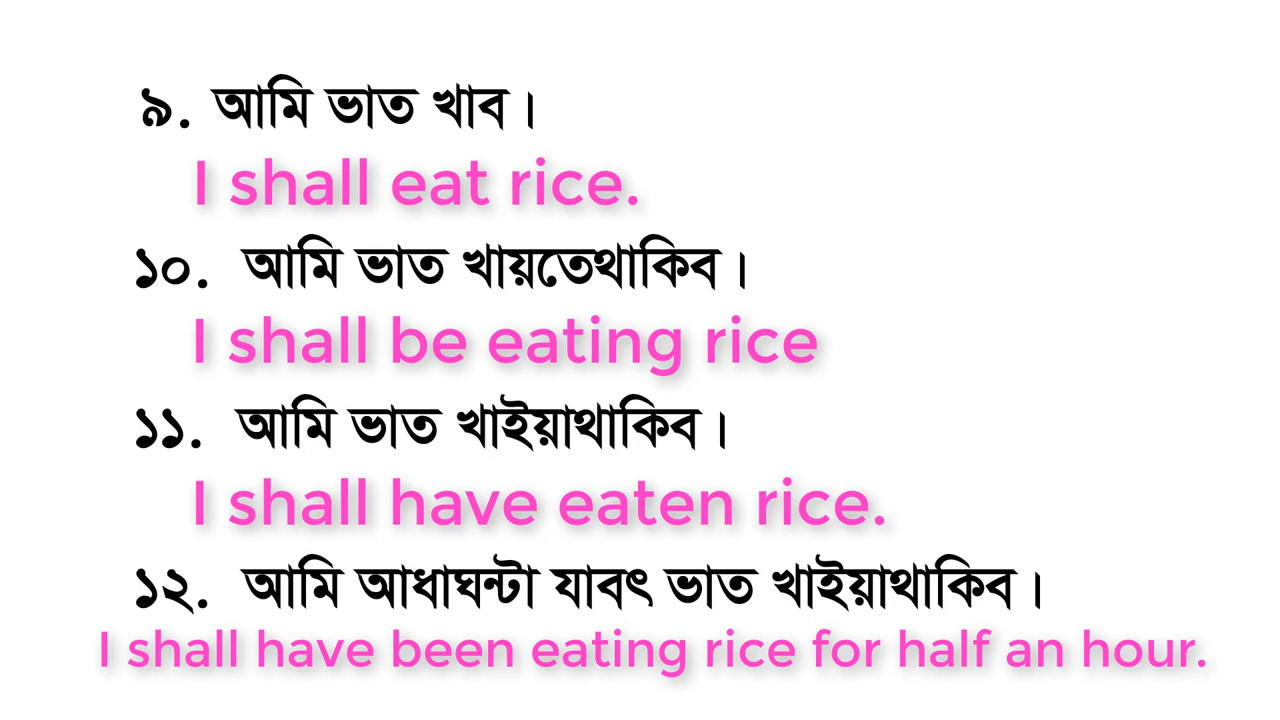 ৯. আমি ভাত খাব।
I shall eat rice.
১০. আমি ভাত খায়তেথাকিব।
I shall be eating rice
১১. আমি ভাত খাইয়াথাকিব।
I shall have eaten rice.
১২. আমি আধাঘন্টা যাবৎ ভাত খাইয়াথাকিব।
I shall have been eating rice for half an hour.